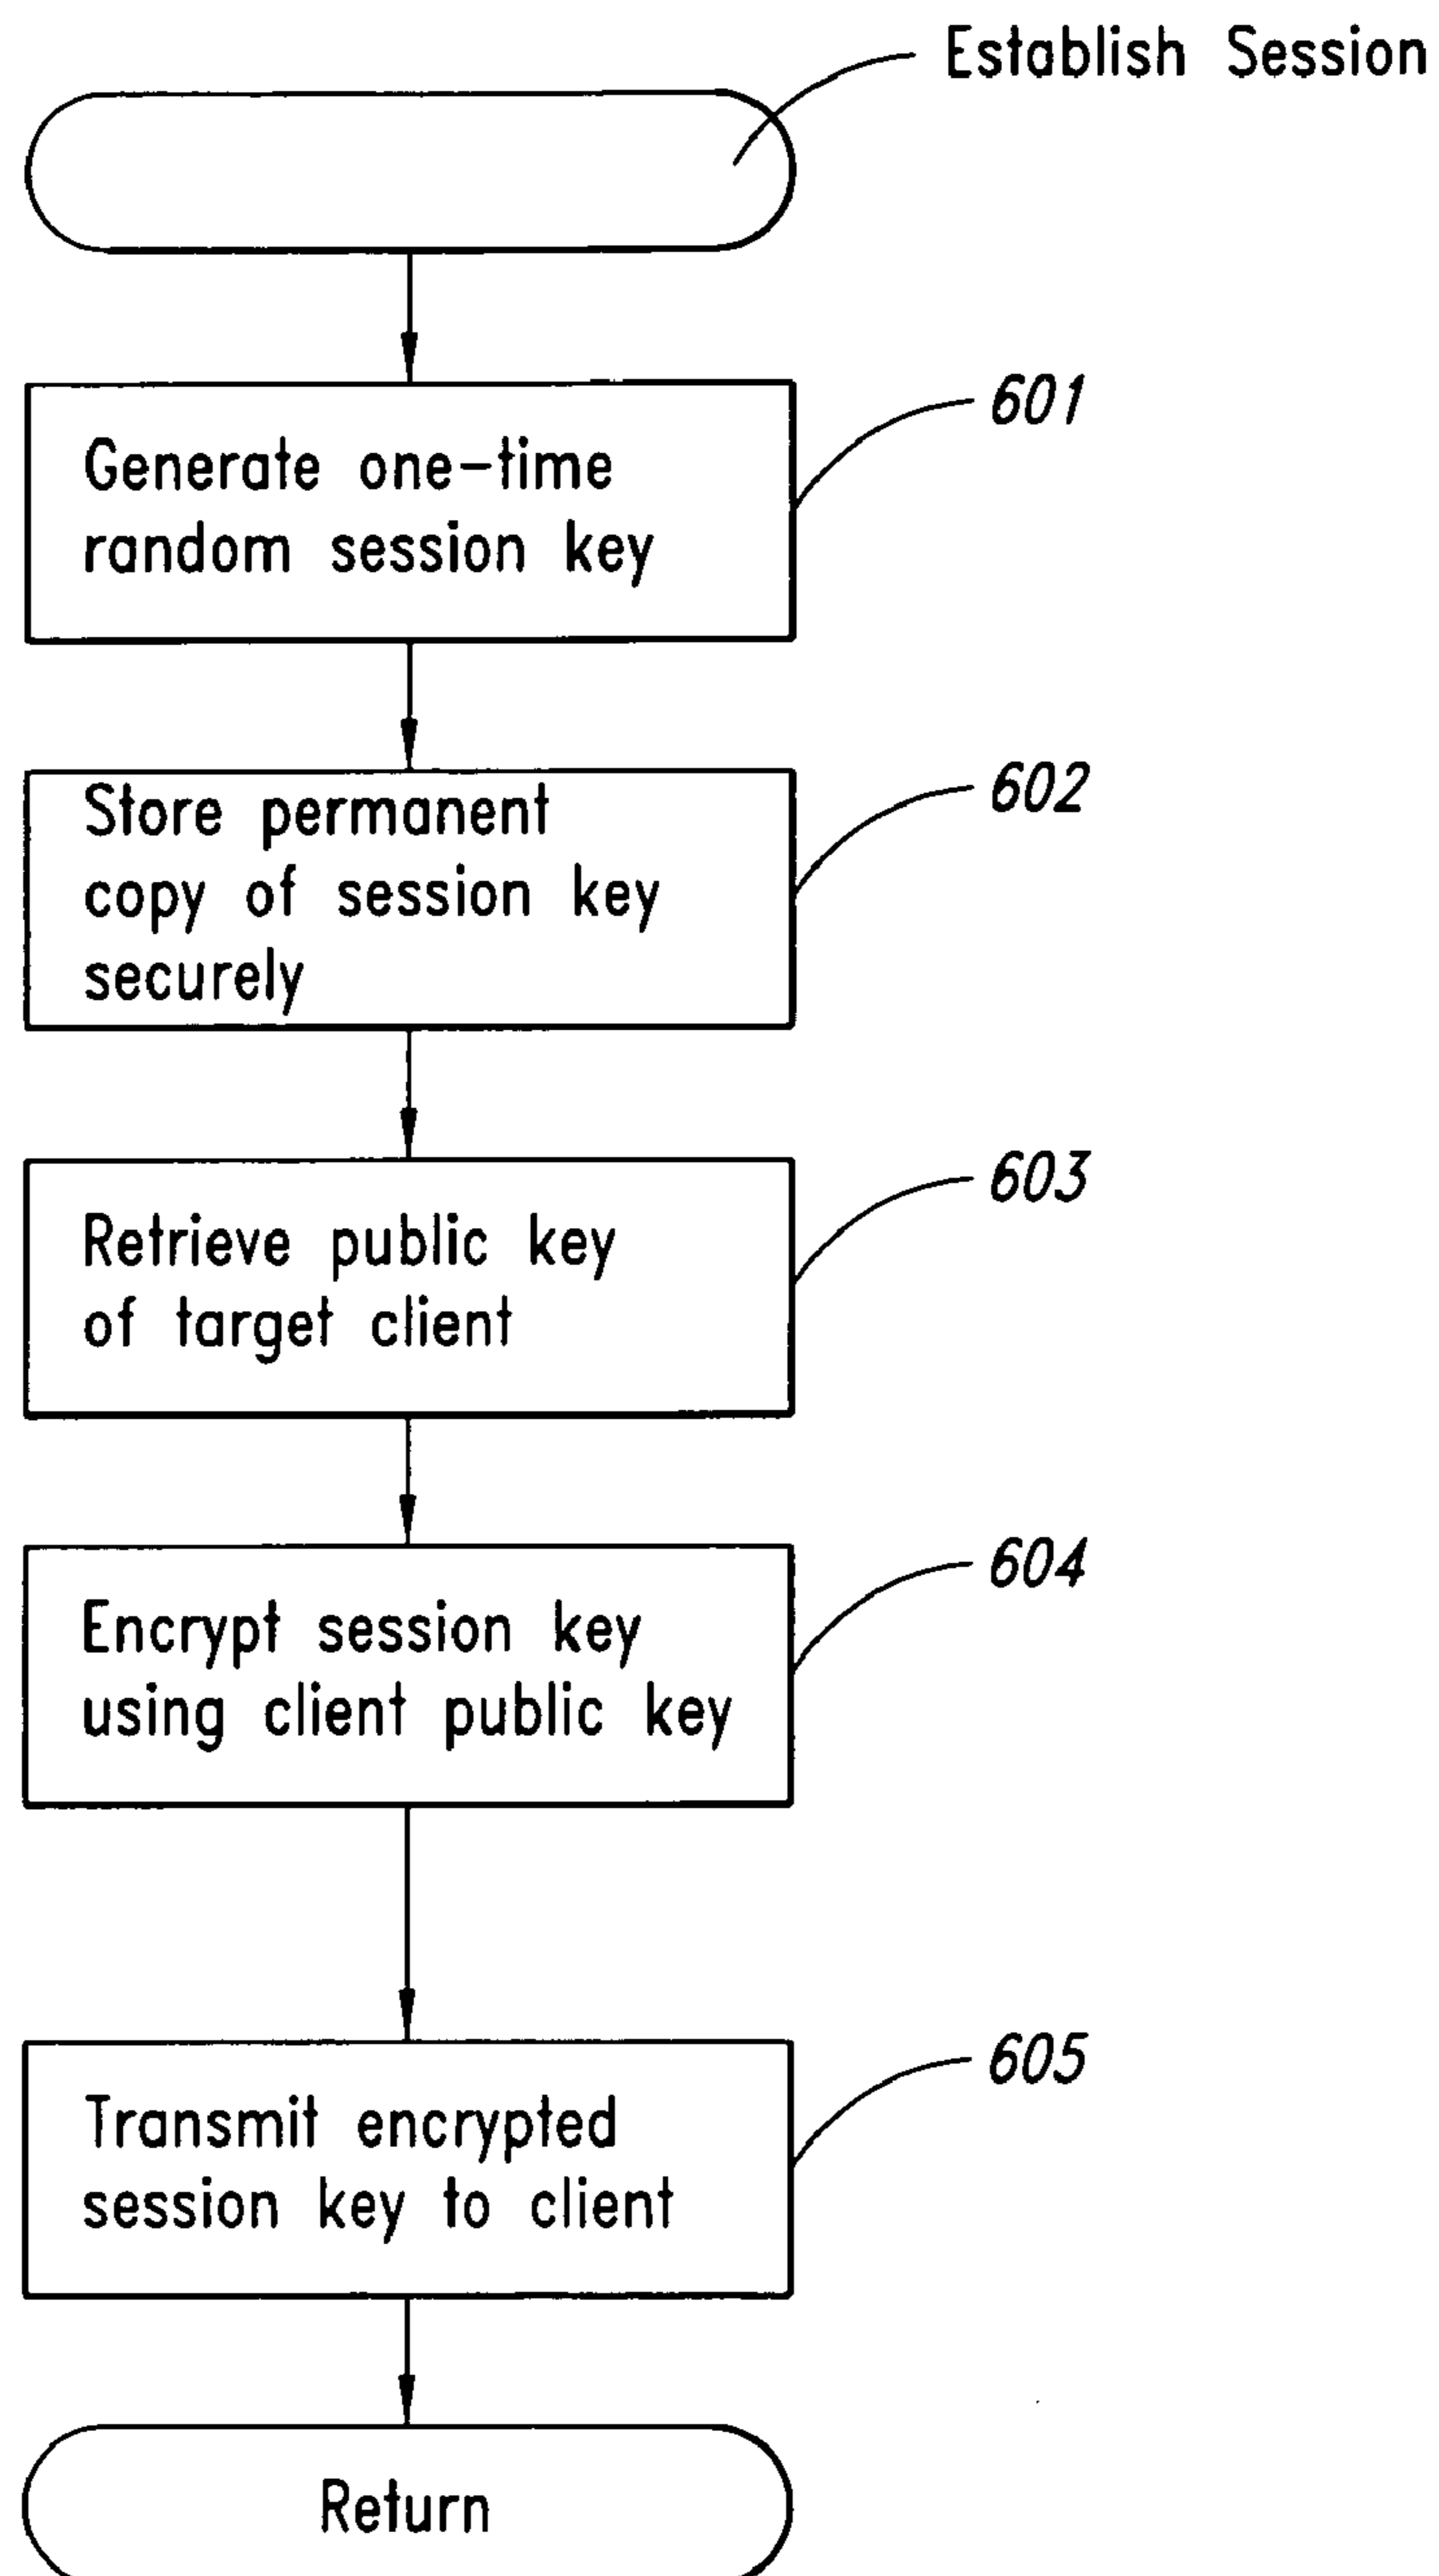 Establish Session
Generate one-time
random session key
601
Store permanent
copy of session key
securely
602
Retrieve public key
of target client
603
Encrypt session key
using client public key
604
Transmit encrypted
session key to client
605
Return